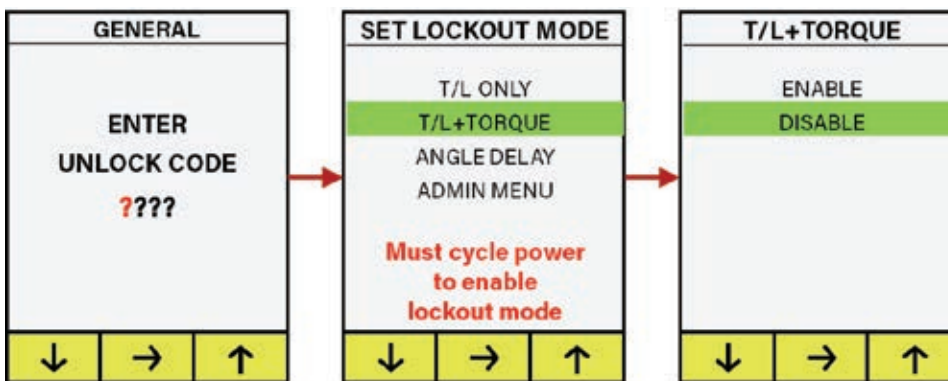 GENERAL
ENTER
UNLOCK CODE
????
↓ → ↑
SET LOCKOUT MODE
T/L ONLY
T/L+TORQUE
ANGLE DELAY
ADMIN MENU
Must cycle power
to enable
lockout mode
↓ → ↑
T/L+TORQUE
ENABLE
DISABLE
↓ → ↑